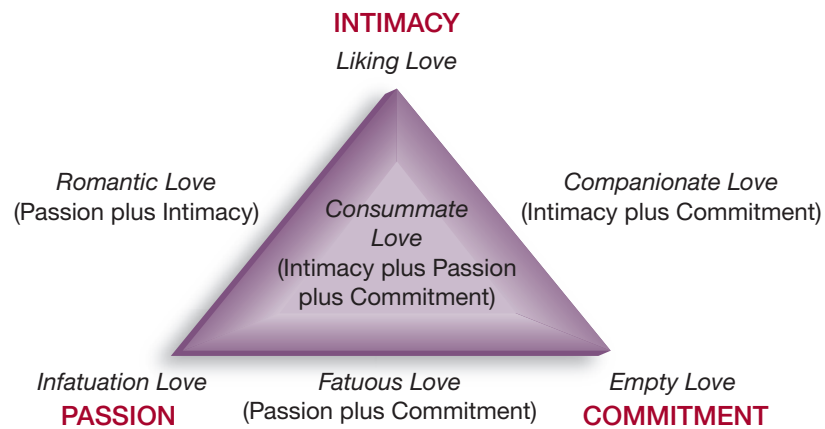 INTIMACY
Liking Love
Romantic Love
(Passion plus Intimacy)
Companionate Love
(Intimacy plus Commitment)
Consummate
Love
(Intimacy plus Passion
plus Commitment)
Infatuation Love
PASSION
Fatuous Love
(Passion plus Commitment)
Empty Love
COMMITMENT